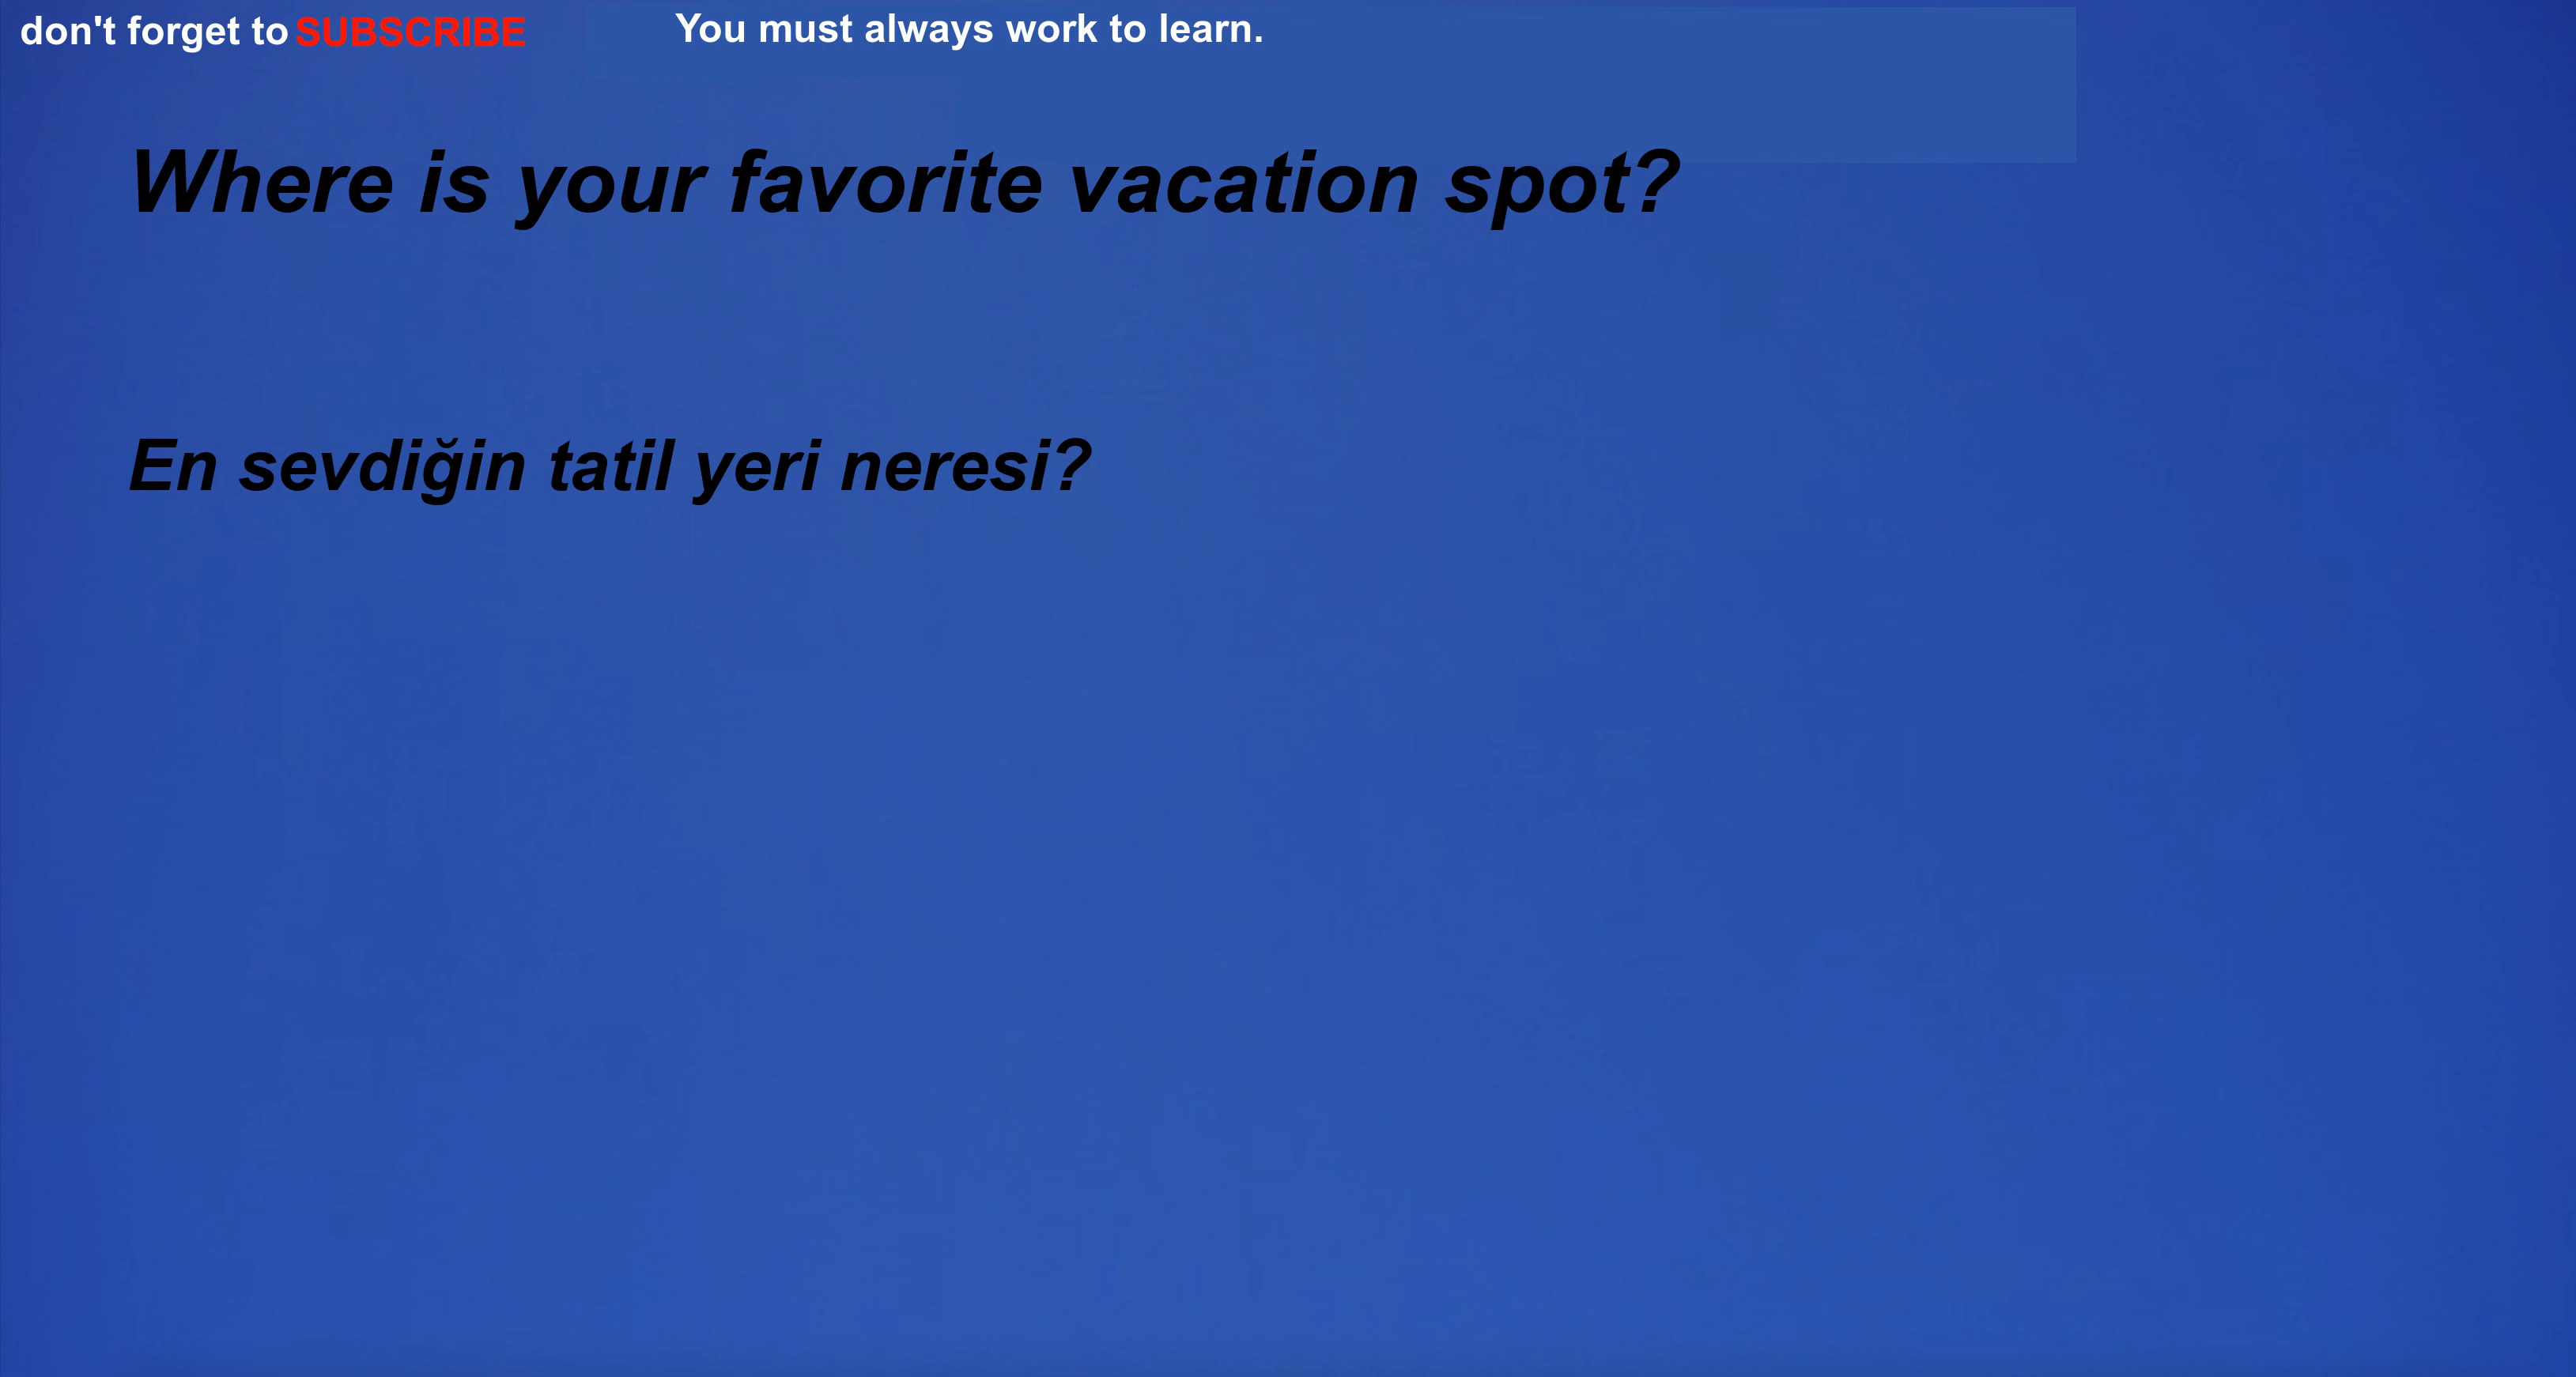 don't forget to SUBSCRIBE
You must always work to learn.
Where is your favorite vacation spot?
En sevdiğin tatil yeri neresi?